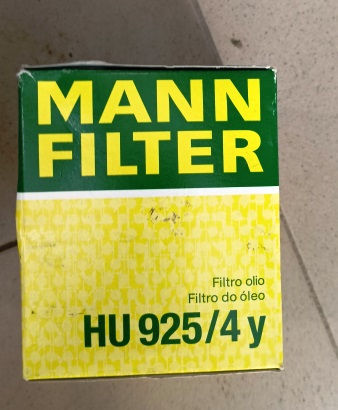 MANN
FILTER
Filtro olio
Filtro do óleo
HU 925/4 y